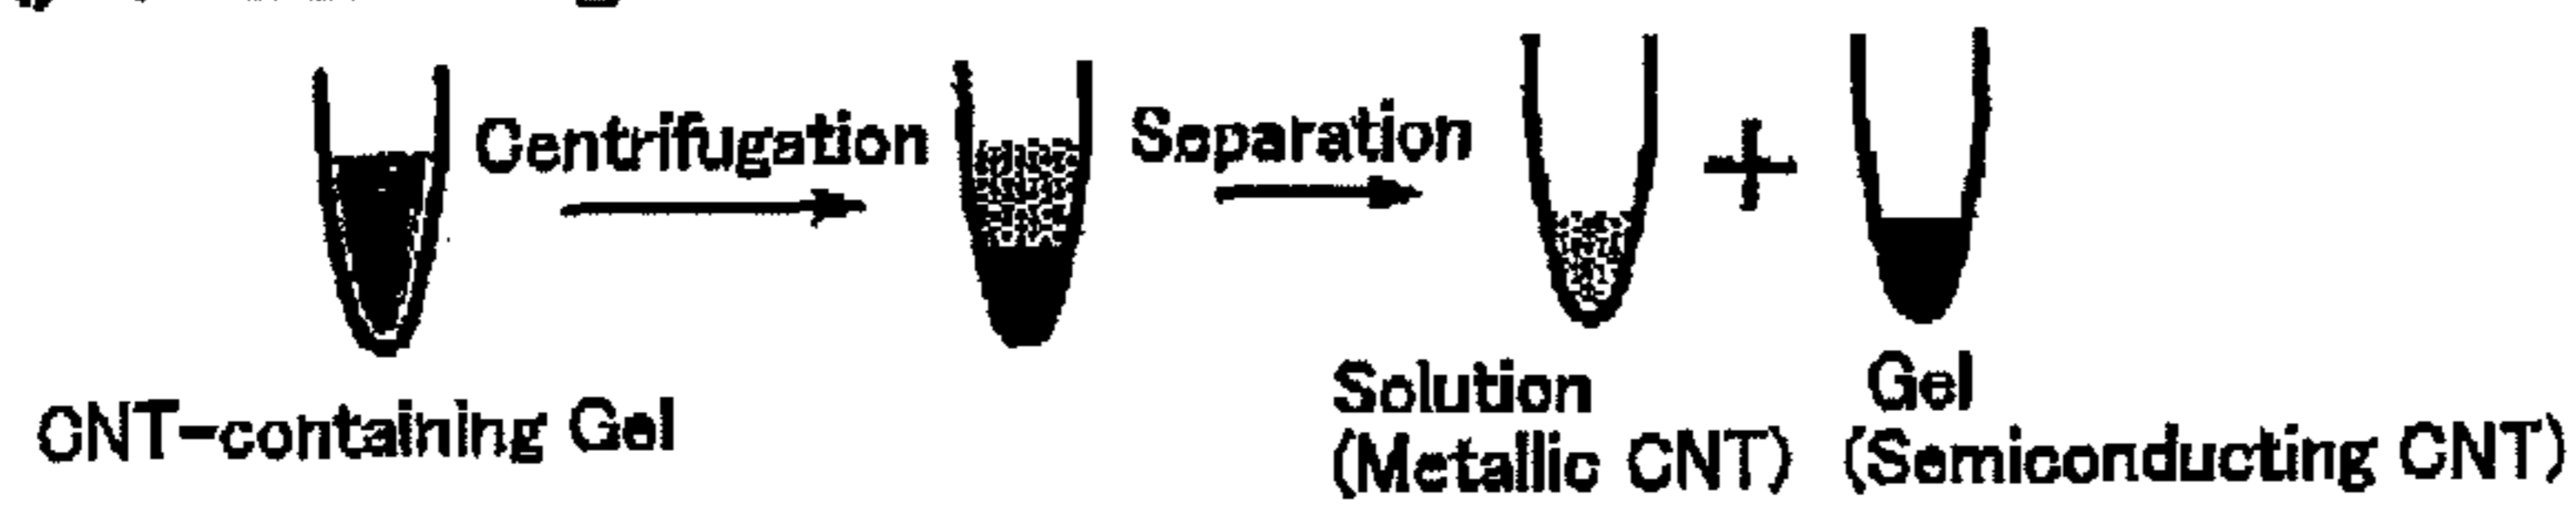 Centrifugation
Separation
+
CNT-containing Gel
Solution
(Metallic CNT)
Gel
(Semiconducting CNT)